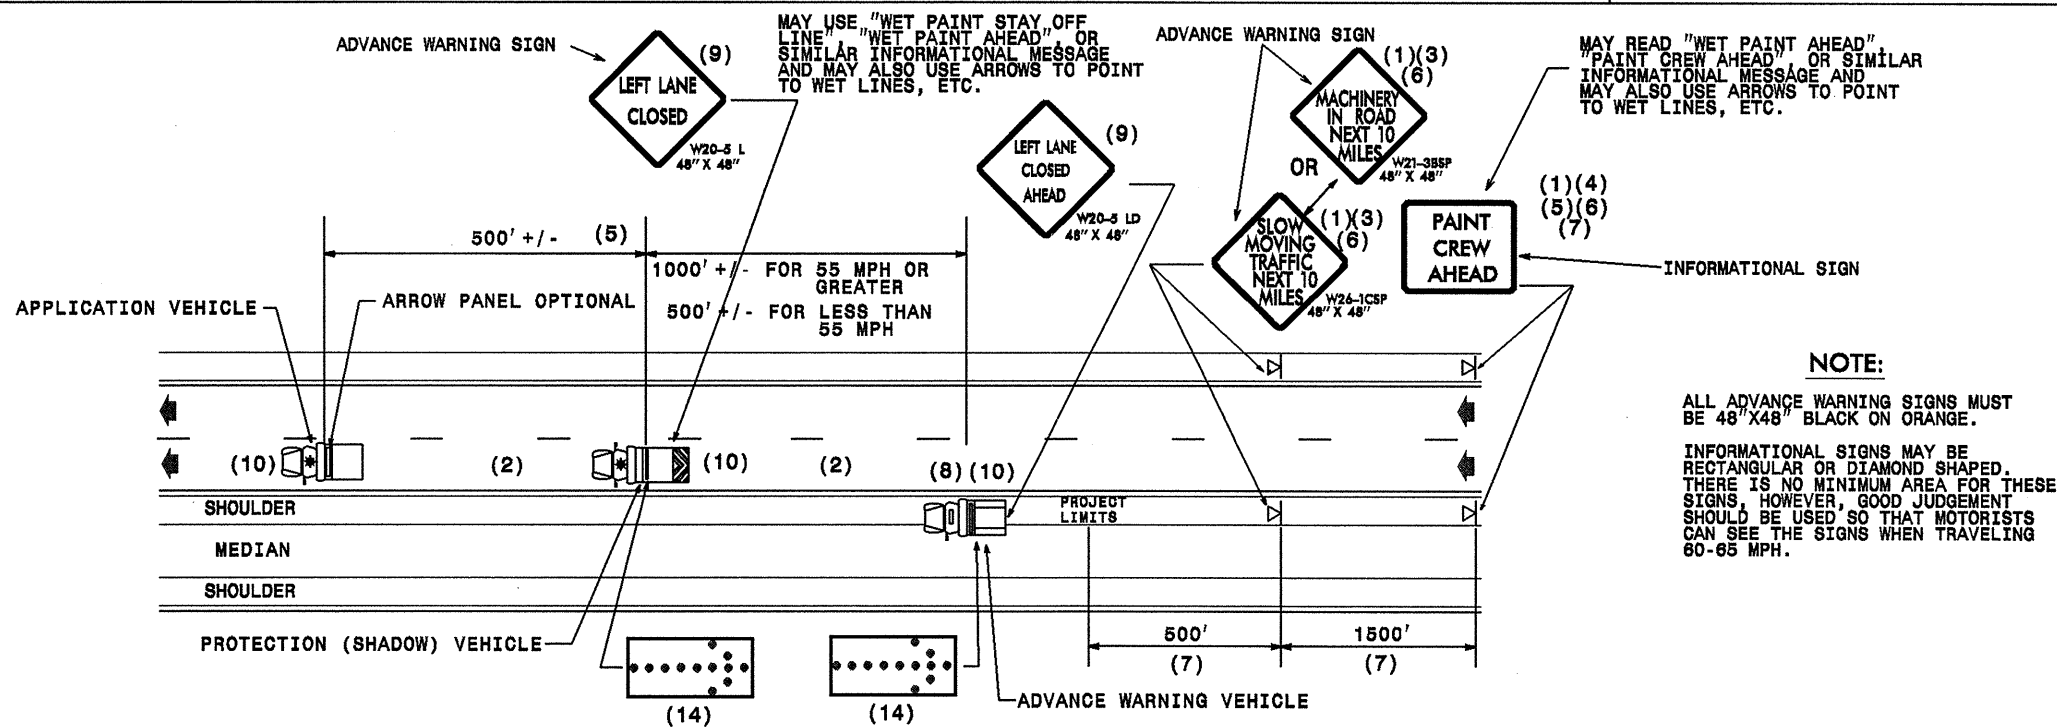 ADVANCE WARNING SIGN
LEFT LANE
CLOSED
(9)
W20-5 L
48" X 48"
MAY USE "WET PAINT STAY OFF
LINE", "WET PAINT AHEAD", OR
SIMILAR INFORMATIONAL MESSAGE
AND MAY ALSO USE ARROWS TO POINT
TO WET LINES, ETC.
LEFT LANE
CLOSED
AHEAD
(9)
W20-5 LD
48" X 48"
ADVANCE WARNING SIGN
(1)(3)
(6)
MACHINERY
IN ROAD
NEXT 10
MILES
W21-3BSP
48" X 48"
OR
SLOW
MOVING
TRAFFIC
NEXT 10
MILES
(1)(3)
(6)
W26-1CSP
48" X 48"
MAY READ "WET PAINT AHEAD",
"PAINT CREW AHEAD", OR SIMILAR
INFORMATIONAL MESSAGE AND
MAY ALSO USE ARROWS TO POINT
TO WET LINES, ETC.
PAINT
CREW
AHEAD
(1)(4)
(5)(6)
(7)
INFORMATIONAL SIGN
500' +/- (5)
1000' +/- FOR 55 MPH OR
GREATER
500' +/- FOR LESS THAN
55 MPH
APPLICATION VEHICLE
ARROW PANEL OPTIONAL
(10)
(2)
(10)
(2)
(8)(10)
SHOULDER
PROJECT
LIMITS
MEDIAN
SHOULDER
PROTECTION (SHADOW) VEHICLE
(14)
(14)
ADVANCE WARNING VEHICLE
500'
(7)
1500'
(7)
NOTE:
ALL ADVANCE WARNING SIGNS MUST
BE 48"X48" BLACK ON ORANGE.
INFORMATIONAL SIGNS MAY BE
RECTANGULAR OR DIAMOND SHAPED.
THERE IS NO MINIMUM AREA FOR THESE
SIGNS, HOWEVER, GOOD JUDGEMENT
SHOULD BE USED SO THAT MOTORISTS
CAN SEE THE SIGNS WHEN TRAVELING
60-65 MPH.